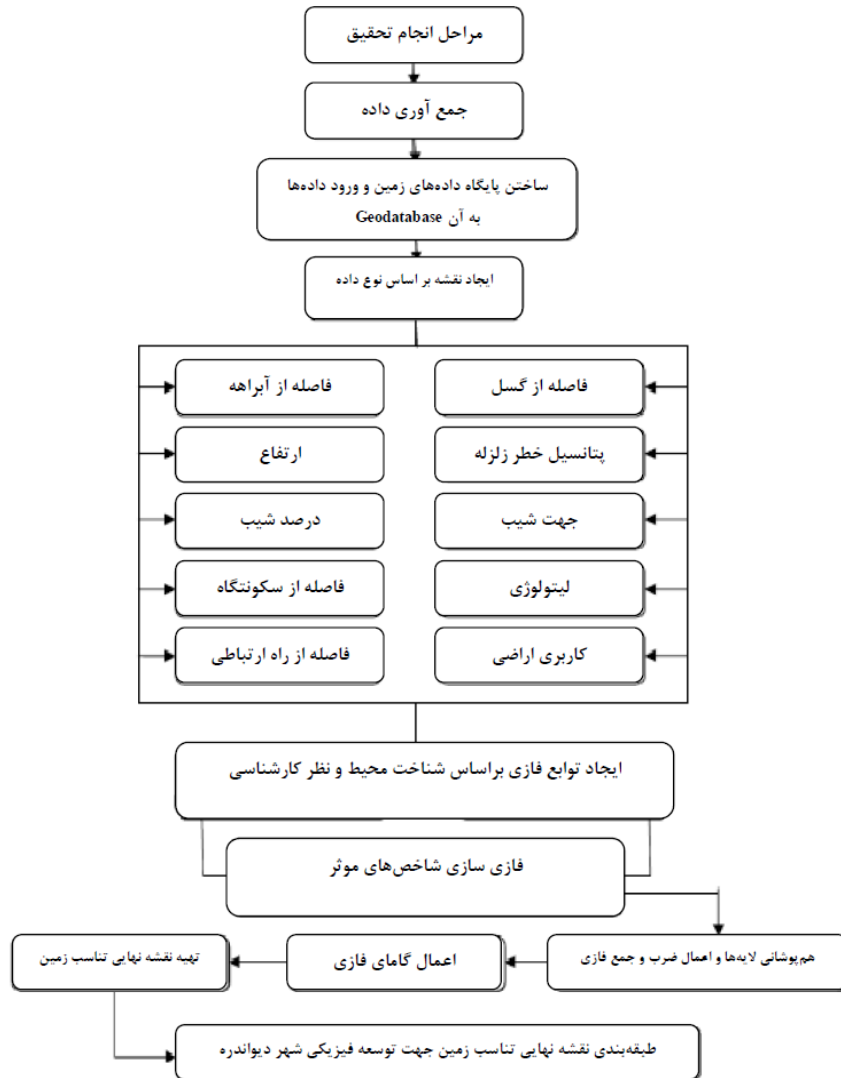 مراحل انجام تحقیق
جمع آوری داده
ساختن پایگاه داده‌های زمین و ورود داده‌ها
به آن Geodatabase
ایجاد نقشه بر اساس نوع داده
فاصله از گسل
فاصله از آبراهه
پتانسیل خطر زلزله
ارتفاع
جهت شیب
درصد شیب
لیتولوژی
فاصله از سکونتگاه
کاربری اراضی
فاصله از راه ارتباطی
ایجاد توابع فازی براساس شناخت محیط و نظر کارشناسی
فازی سازی شاخص‌های موثر
هم‌پوشانی لایه‌ها و اعمال ضرب و جمع فازی
اعمال گامای فازی
تهیه نقشه نهایی تناسب زمین
طبقه‌بندی نقشه نهایی تناسب زمین جهت توسعه فیزیکی شهر دیواندره